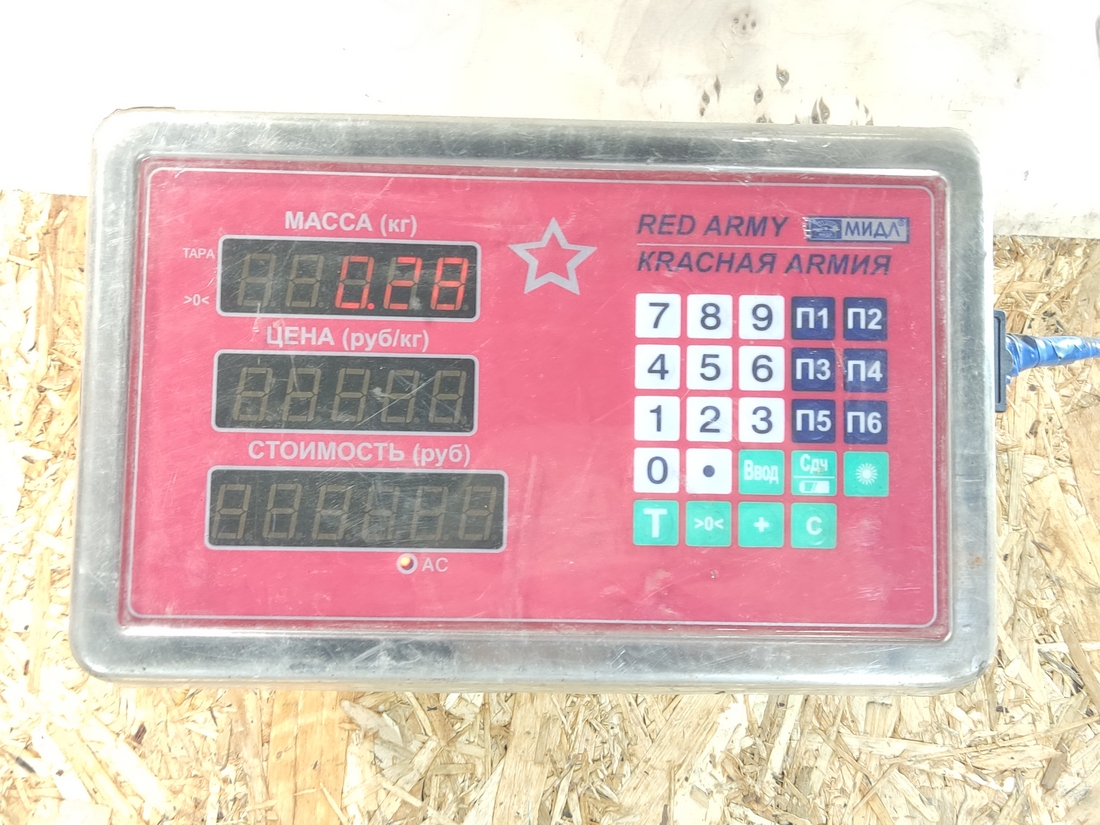 МАССА (кг)
ТАРА
0.28
>0<
ЦЕНА (руб/кг)
СТОИМОСТЬ (руб)
AC
RED ARMY МИДЛ
КRАСНАЯ АRМИЯ
7 8 9 П1 П2
4 5 6 П3 П4
1 2 3 П5 П6
0 • Ввод Сдч
T >0< + C